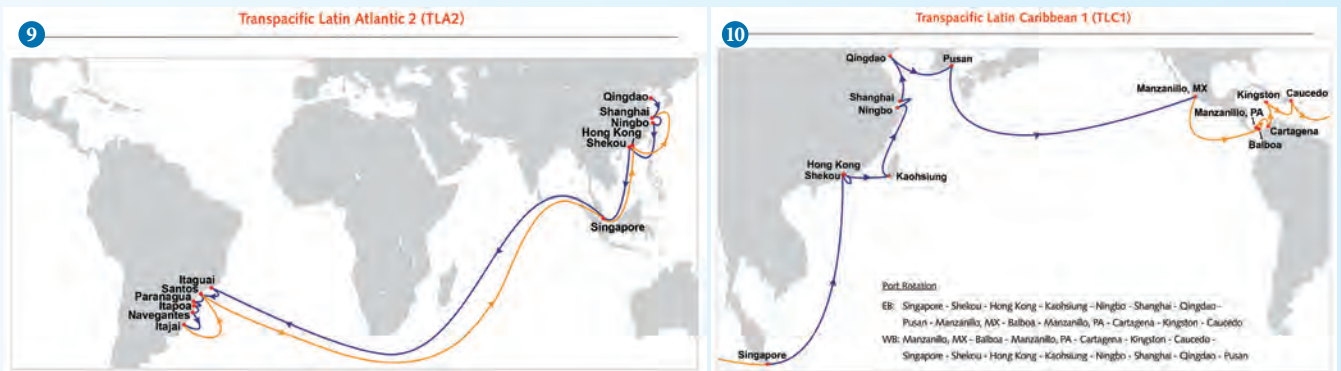 Transpacific Latin Atlantic 2 (TLA2)
9
Qingdao
Shanghai
Ningbo
Hong Kong
Shekou
Singapore
Itaguai
Santos
Paranagua
Itapoa
Navegantes
Itajai
Transpacific Latin Caribbean 1 (TLC1)
10
Qingdao
Pusan
Shanghai
Ningbo
Manzanillo, MX
Kingston
Caucedo
Manzanillo, PA
Cartagena
Balboa
Hong Kong
Shekou
Kaohsiung
Singapore
Port Rotation
EB: Singapore - Shekou - Hong Kong - Kaohsiung - Ningbo - Shanghai - Qingdao -
Pusan - Manzanillo, MX - Balboa - Manzanillo, PA - Cartagena - Kingston - Caucedo
WB: Manzanillo, MX - Balboa - Manzanillo, PA - Cartagena - Kingston - Caucedo -
Singapore - Shekou - Hong Kong - Kaohsiung - Ningbo - Shanghai - Qingdao - Pusan